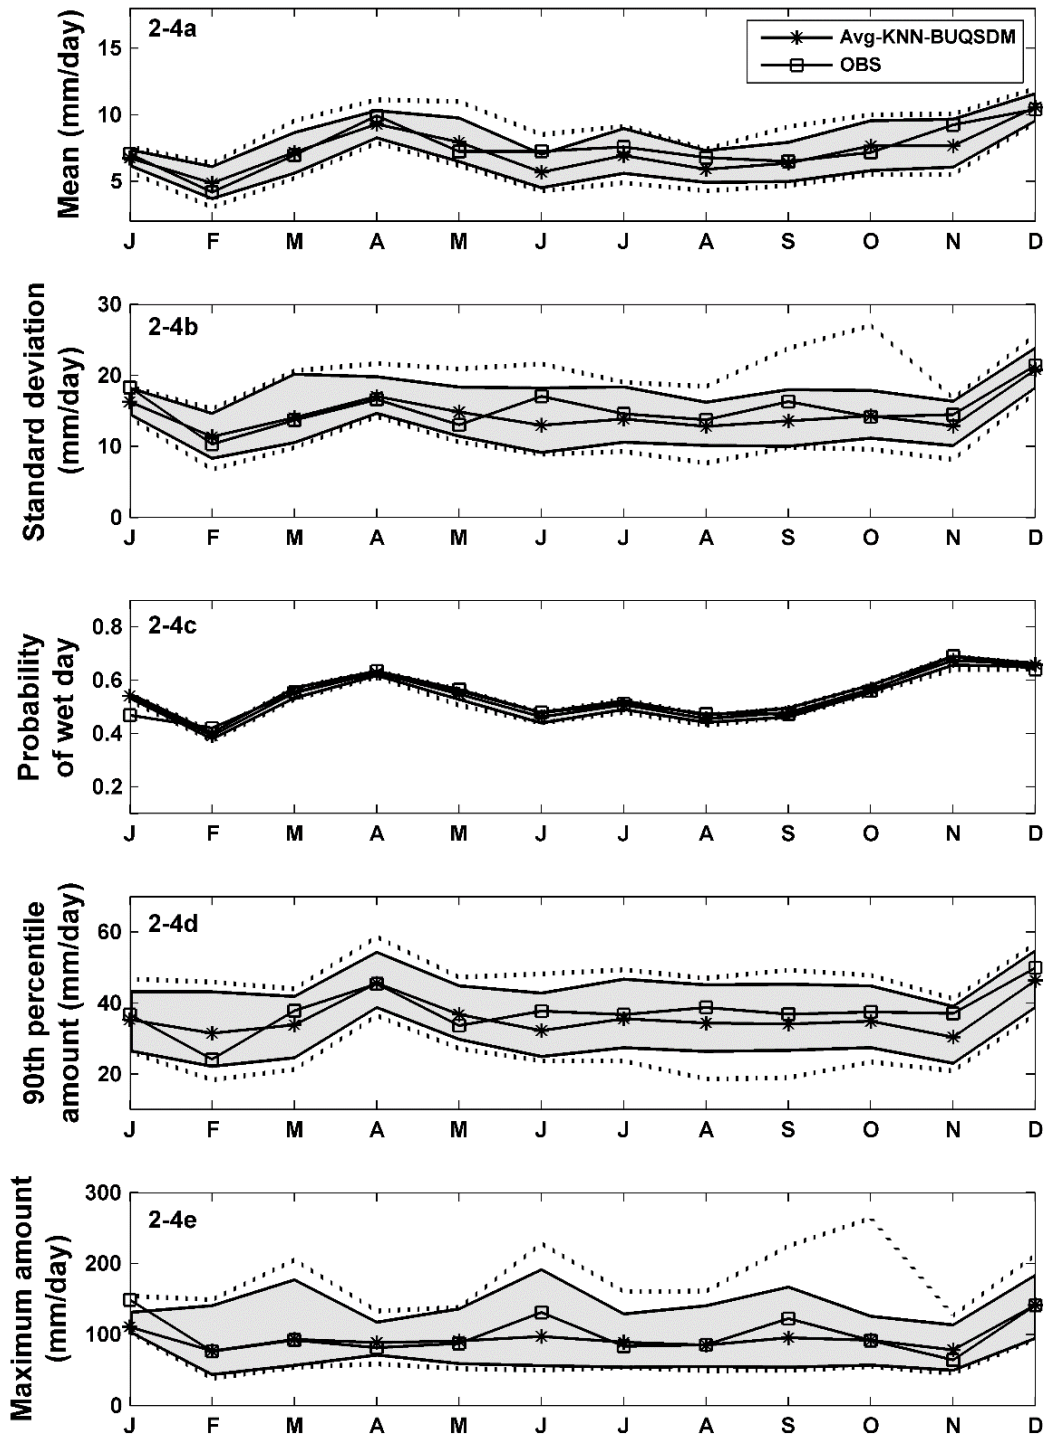 2-4a
Avg-KNN-BUQSDM
OBS
Mean (mm/day)
15
10
5
J F M A M J J A S O N D
2-4b
Standard deviation
(mm/day)
30
20
10
0
J F M A M J J A S O N D
2-4c
Probability
of wet day
0.8
0.6
0.4
0.2
J F M A M J J A S O N D
2-4d
90th percentile
amount (mm/day)
60
40
20
J F M A M J J A S O N D
2-4e
Maximum amount
(mm/day)
300
200
100
0
J F M A M J J A S O N D